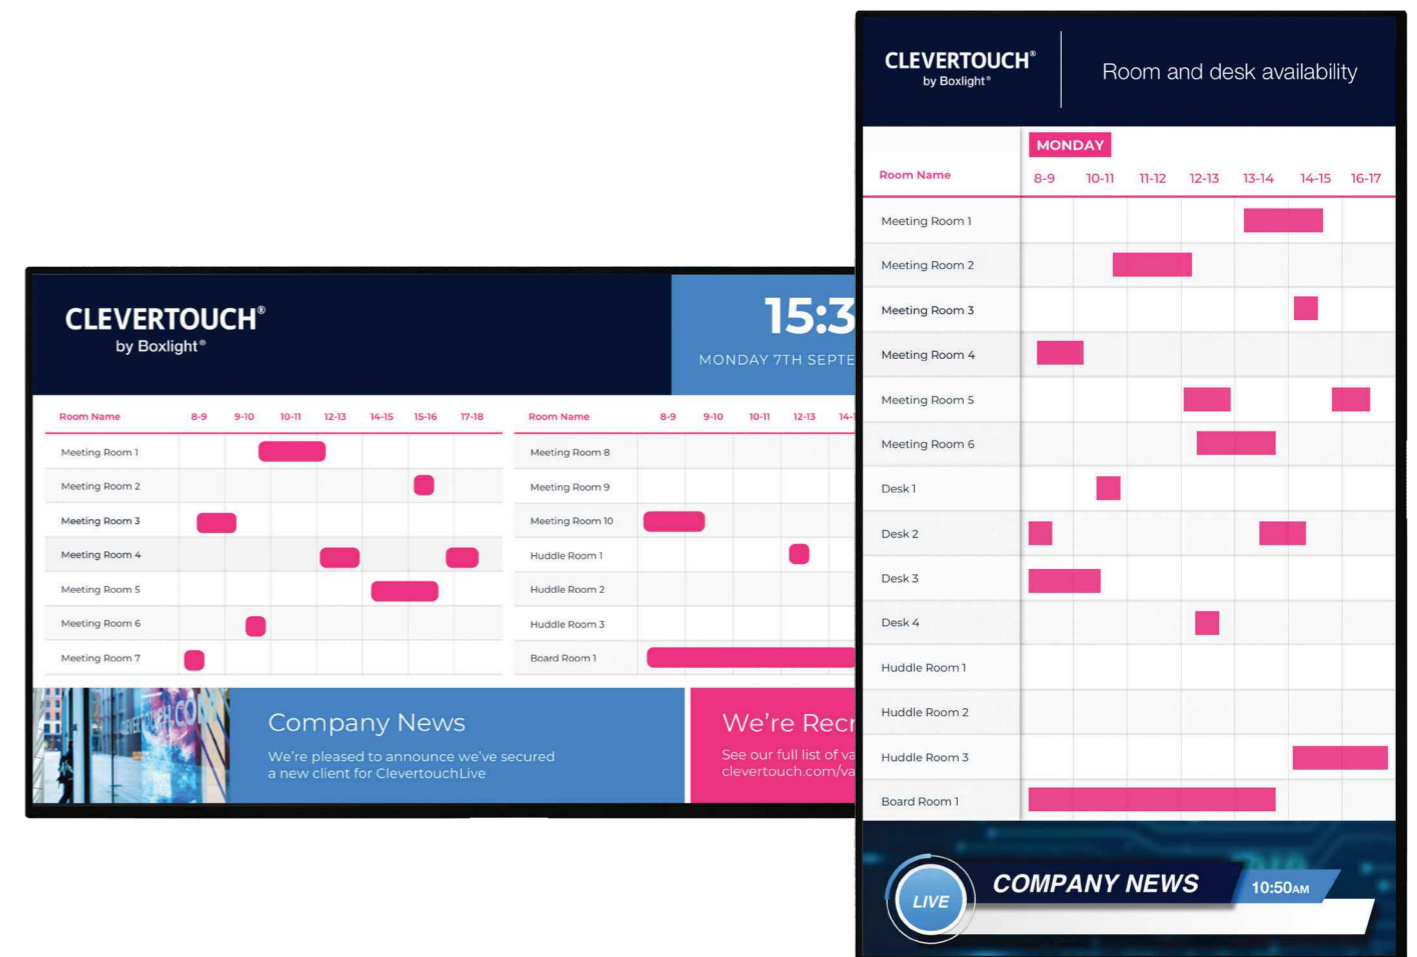 CLEVERTOUCH®
by Boxlight®
15:3
MONDAY 7TH SEPTE
Room Name 8-9 9-10 10-11 12-13 14-15 15-16 17-18
Meeting Room 1
Meeting Room 2
Meeting Room 3
Meeting Room 4
Meeting Room 5
Meeting Room 6
Meeting Room 7
Room Name 8-9 9-10 10-11 12-13 14-1
Meeting Room 8
Meeting Room 9
Meeting Room 10
Huddle Room 1
Huddle Room 2
Huddle Room 3
Board Room 1
Company News
We're pleased to announce we've secured
a new client for ClevertouchLive
We're Recr
See our full list of va
clevertouch.com/va
CLEVERTOUCH®
by Boxlight®
Room and desk availability
MONDAY
Room Name 8-9 10-11 11-12 12-13 13-14 14-15 16-17
Meeting Room 1
Meeting Room 2
Meeting Room 3
Meeting Room 4
Meeting Room 5
Meeting Room 6
Desk 1
Desk 2
Desk 3
Desk 4
Huddle Room 1
Huddle Room 2
Huddle Room 3
Board Room 1
LIVE
COMPANY NEWS
10:50AM